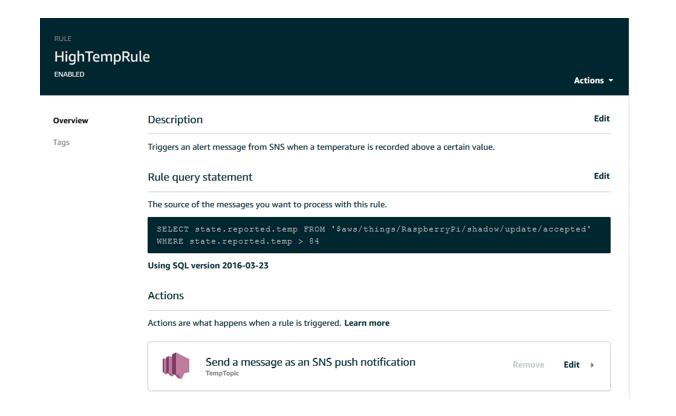 RULE
HighTempRule
ENABLED
Actions
Overview
Tags
Description
Edit
Triggers an alert message from SNS when a temperature is recorded above a certain value.
Rule query statement
Edit
The source of the messages you want to process with this rule.
SELECT state.reported.temp FROM '$aws/things/RaspberryPi/shadow/update/accepted'
WHERE state.reported.temp > 84
Using SQL version 2016-03-23
Actions
Actions are what happens when a rule is triggered. Learn more
Send a message as an SNS push notification
TempTopic
Remove
Edit